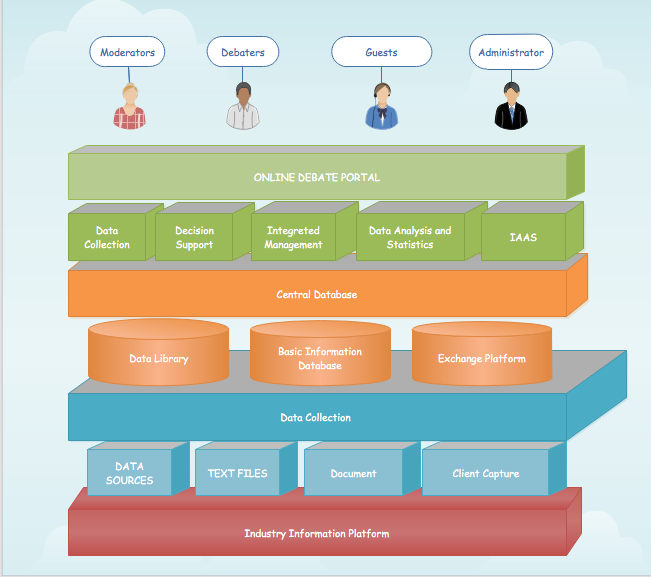 Moderators
Debaters
Guests
Administrator
ONLINE DEBATE PORTAL
Data
Collection
Decision
Support
Integreted
Management
Data Analysis and
Statistics
IAAS
Central Database
Data Library
Basic Information
Database
Exchange Platform
Data Collection
DATA
SOURCES
TEXT FILES
Document
Client Capture
Industry Information Platform